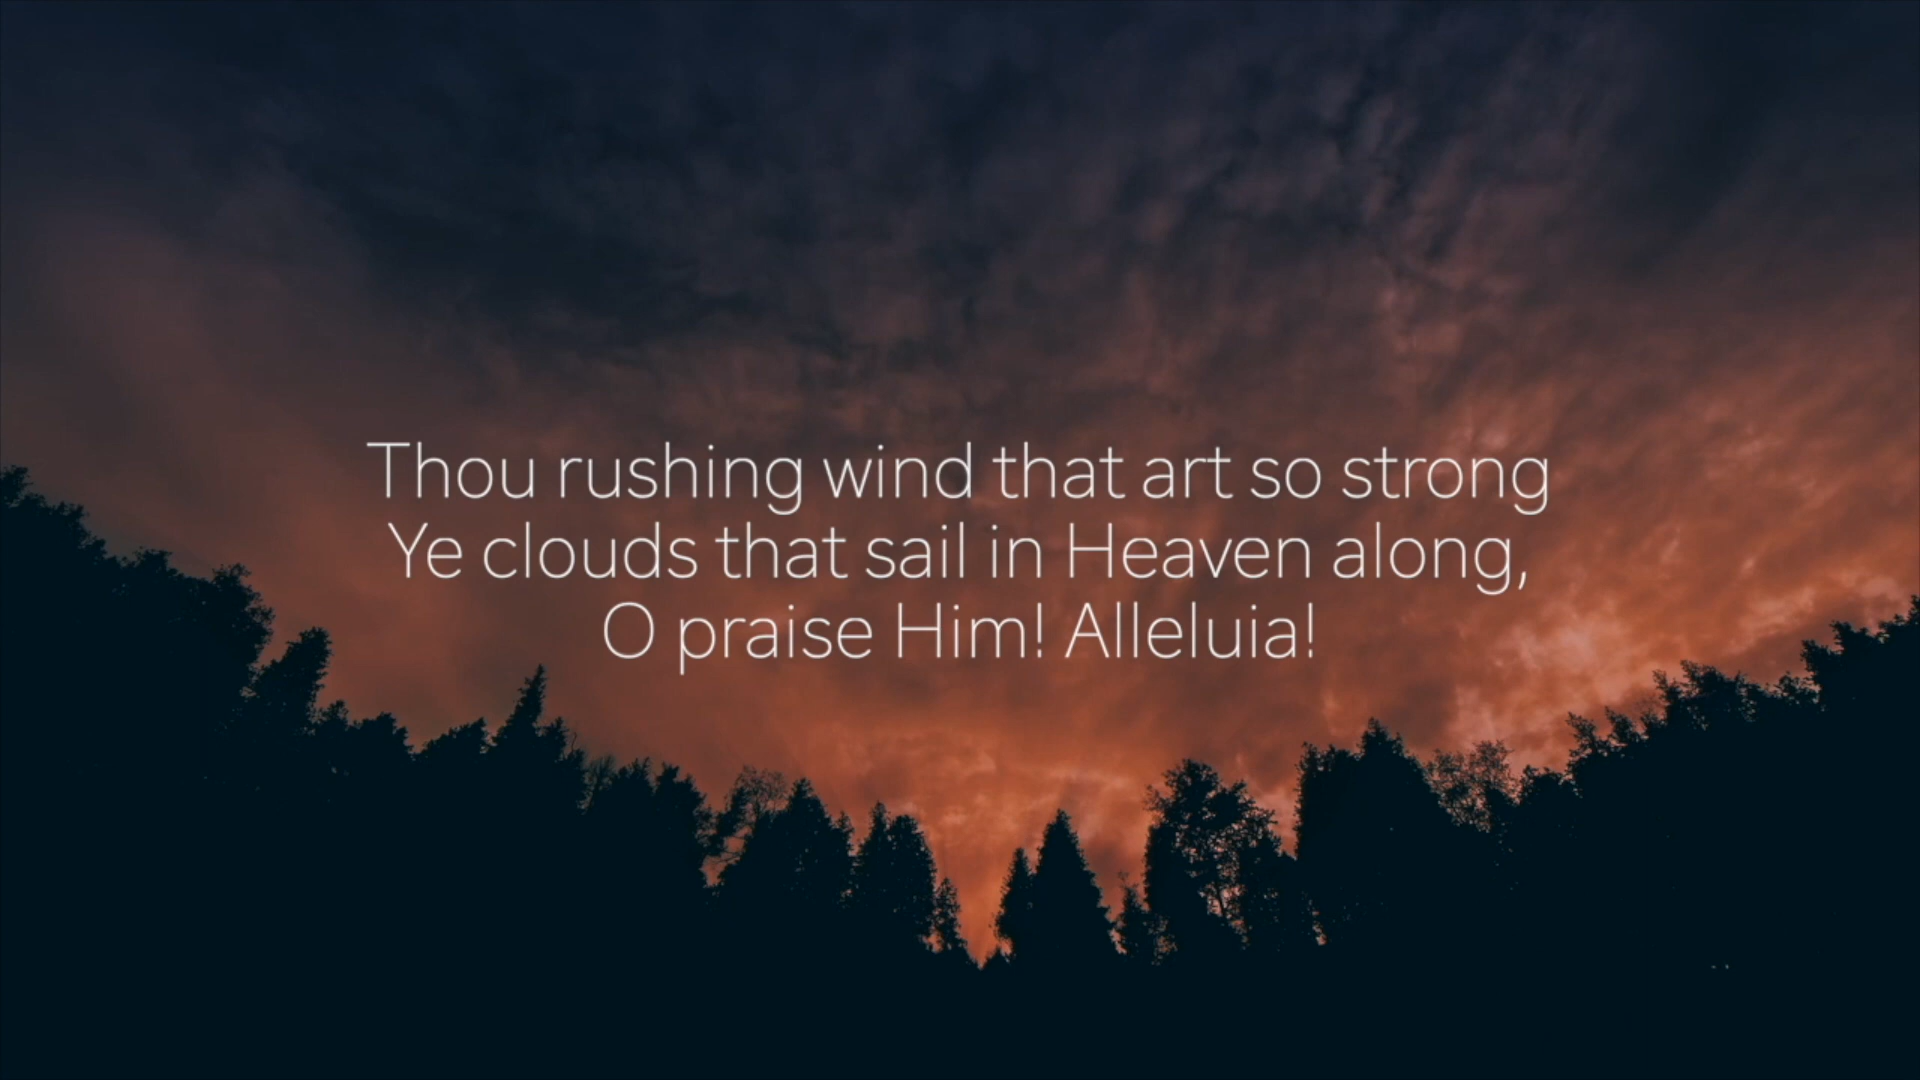 Thou rushing wind that art so strong
Ye clouds that sail in Heaven along,
O praise Him! Alleluia!